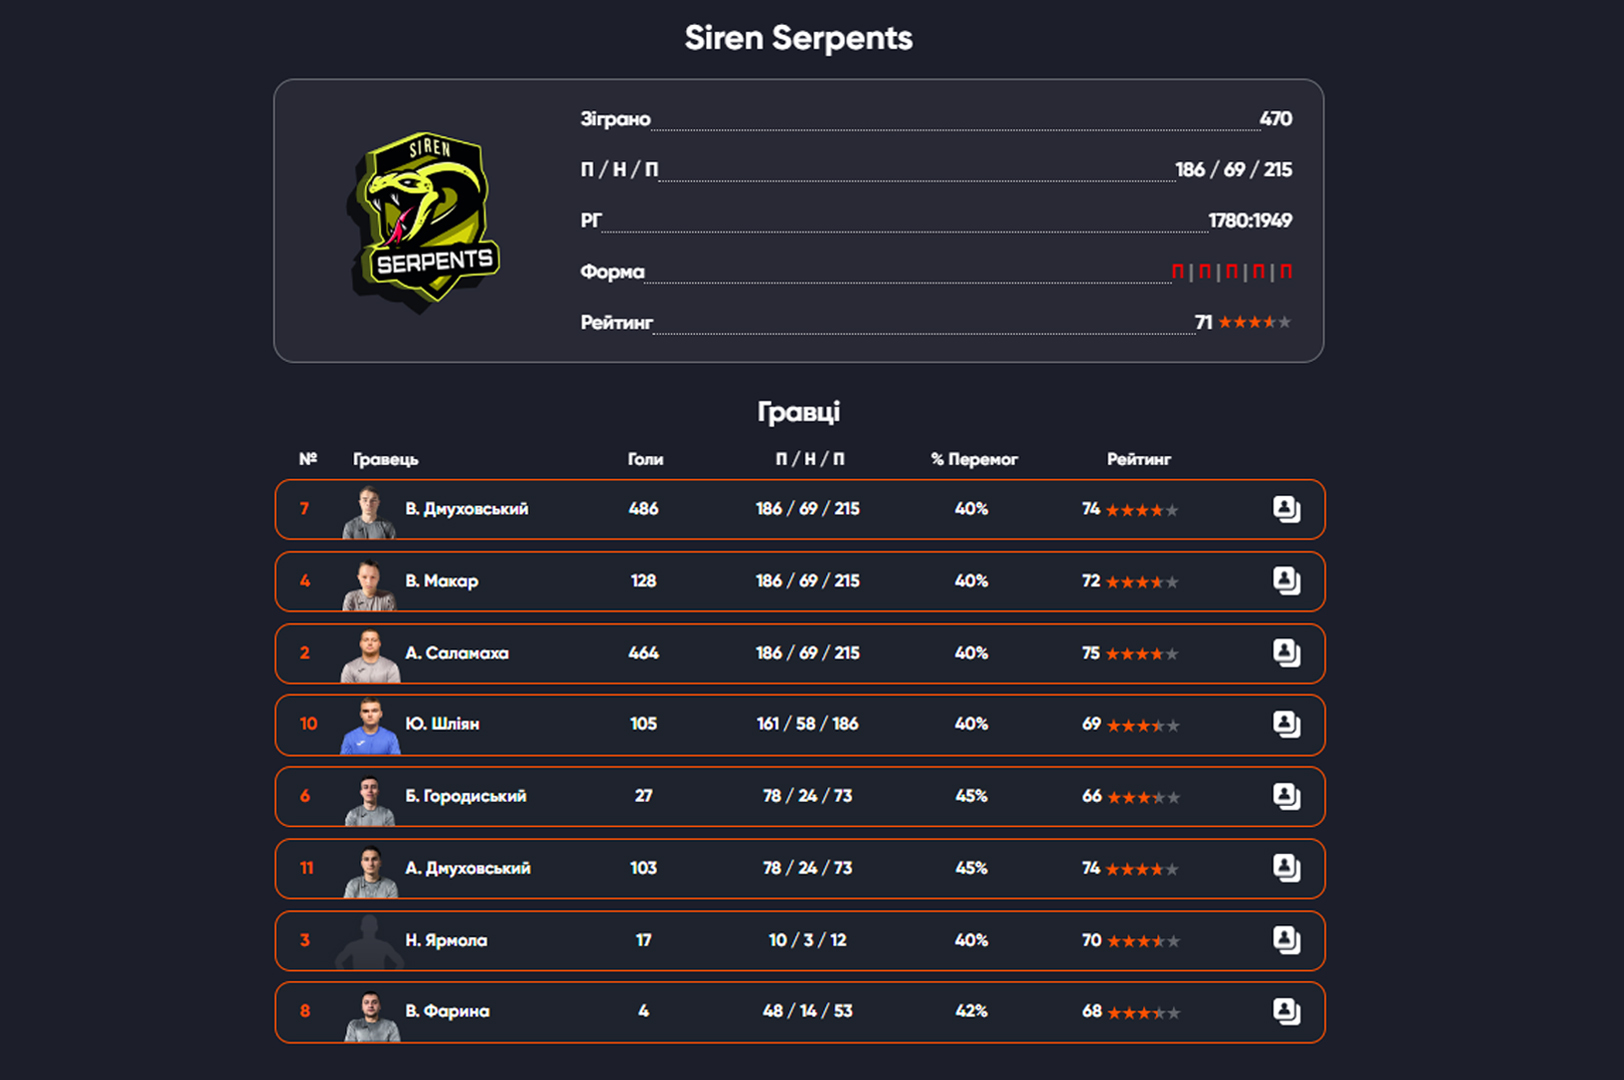 Siren Serpents
SIREN
SERPENTS
Зіграно 470
П / Н / П 186 / 69 / 215
РГ 1780:1949
Форма П | П | П | П | П
Рейтинг 71
Гравці
№ Гравець Голи П / Н / П % Перемог Рейтинг
7 В. Дмуховський 486 186 / 69 / 215 40% 74
4 В. Макар 128 186 / 69 / 215 40% 72
2 А. Саламаха 464 186 / 69 / 215 40% 75
10 Ю. Шліян 105 161 / 58 / 186 40% 69
6 Б. Городиський 27 78 / 24 / 73 45% 66
11 А. Дмуховський 103 78 / 24 / 73 45% 74
3 Н. Ярмола 17 10 / 3 / 12 40% 70
8 В. Фарина 4 48 / 14 / 53 42% 68